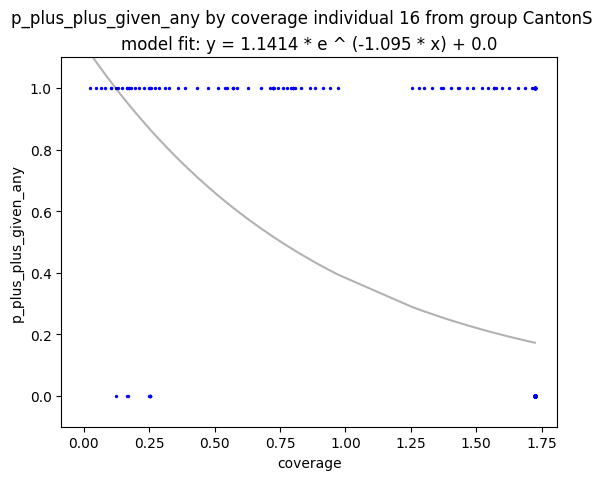 p_plus_plus_given_any by coverage individual 16 from group CantonS
model fit: y = 1.1414 * e ^ (-1.095 * x) + 0.0
1.0
0.8
0.6
0.4
0.2
0.0
p_plus_plus_given_any
0.00 0.25 0.50 0.75 1.00 1.25 1.50 1.75
coverage